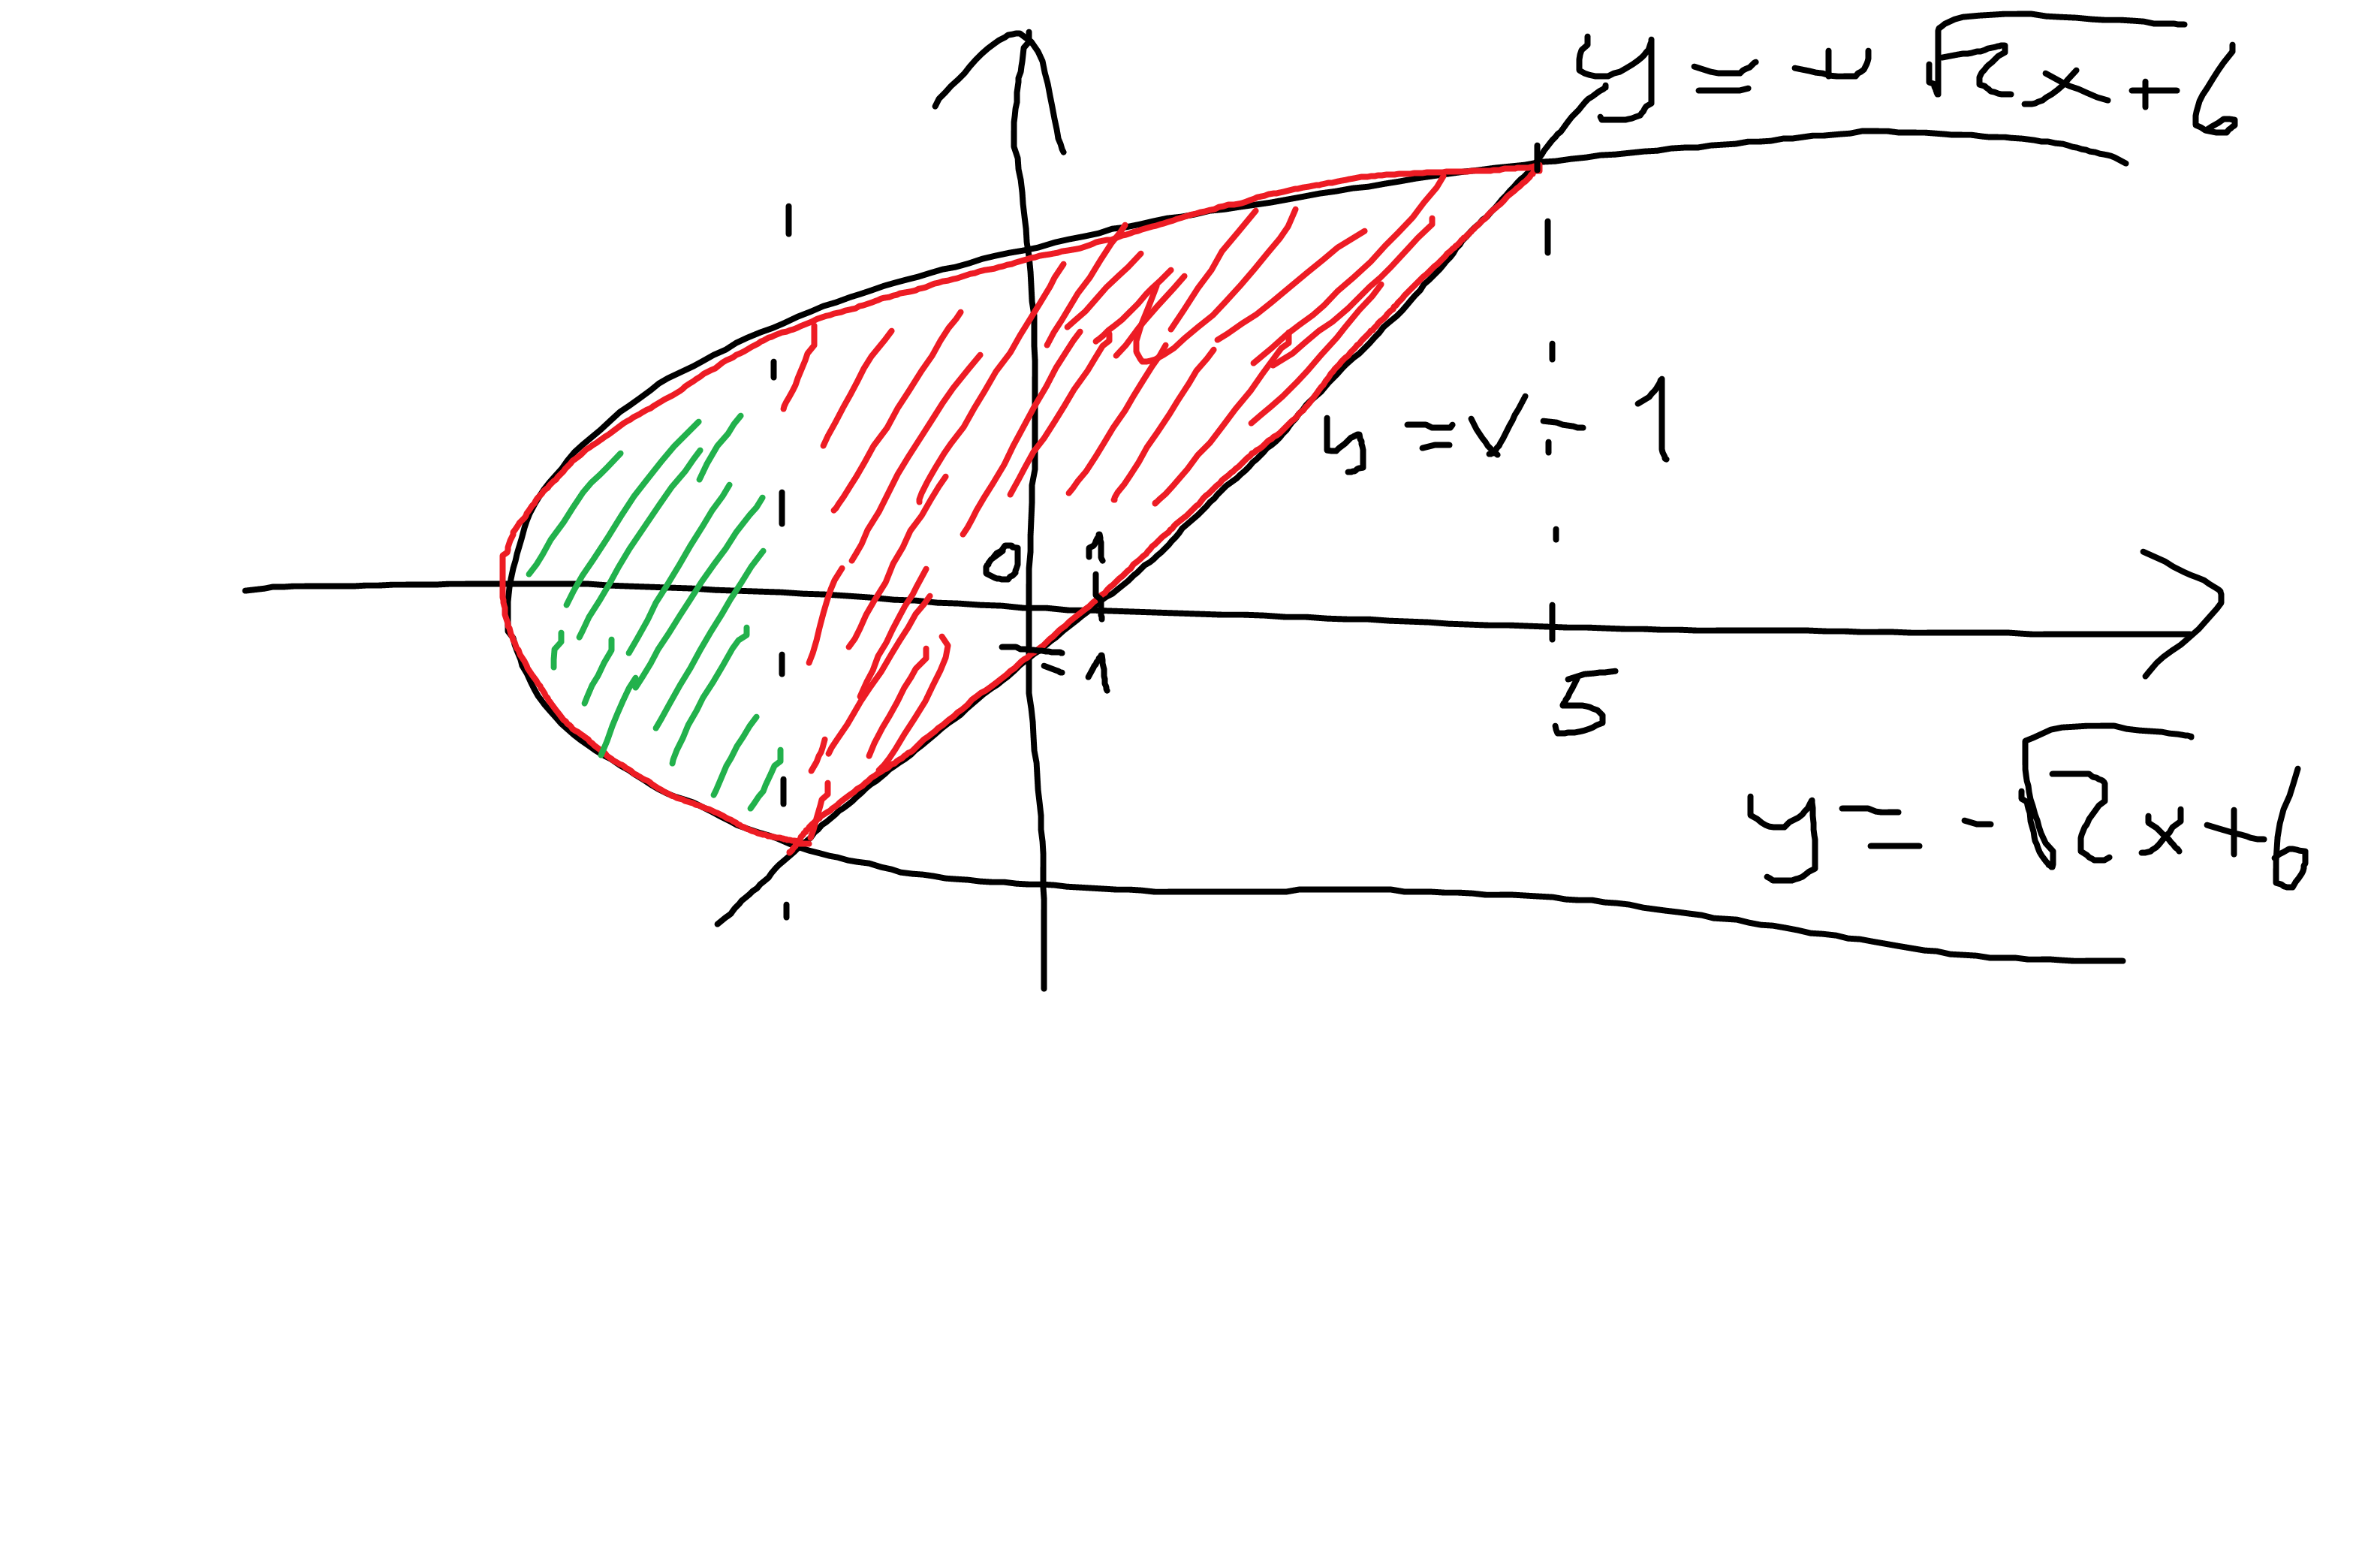 y = + √2x+6
y = x - 1
0
1
-1
5
y = -√2x+6